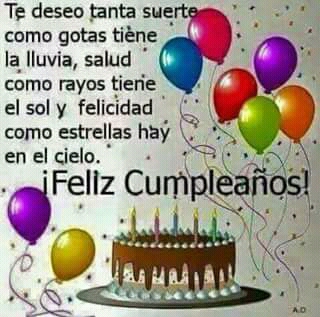 Te deseo tanta suerte
como gotas tiene
la lluvia, salud
como rayos tiene
el sol y felicidad
como estrellas hay
en el cielo.
¡Feliz Cumpleaños!
A.D